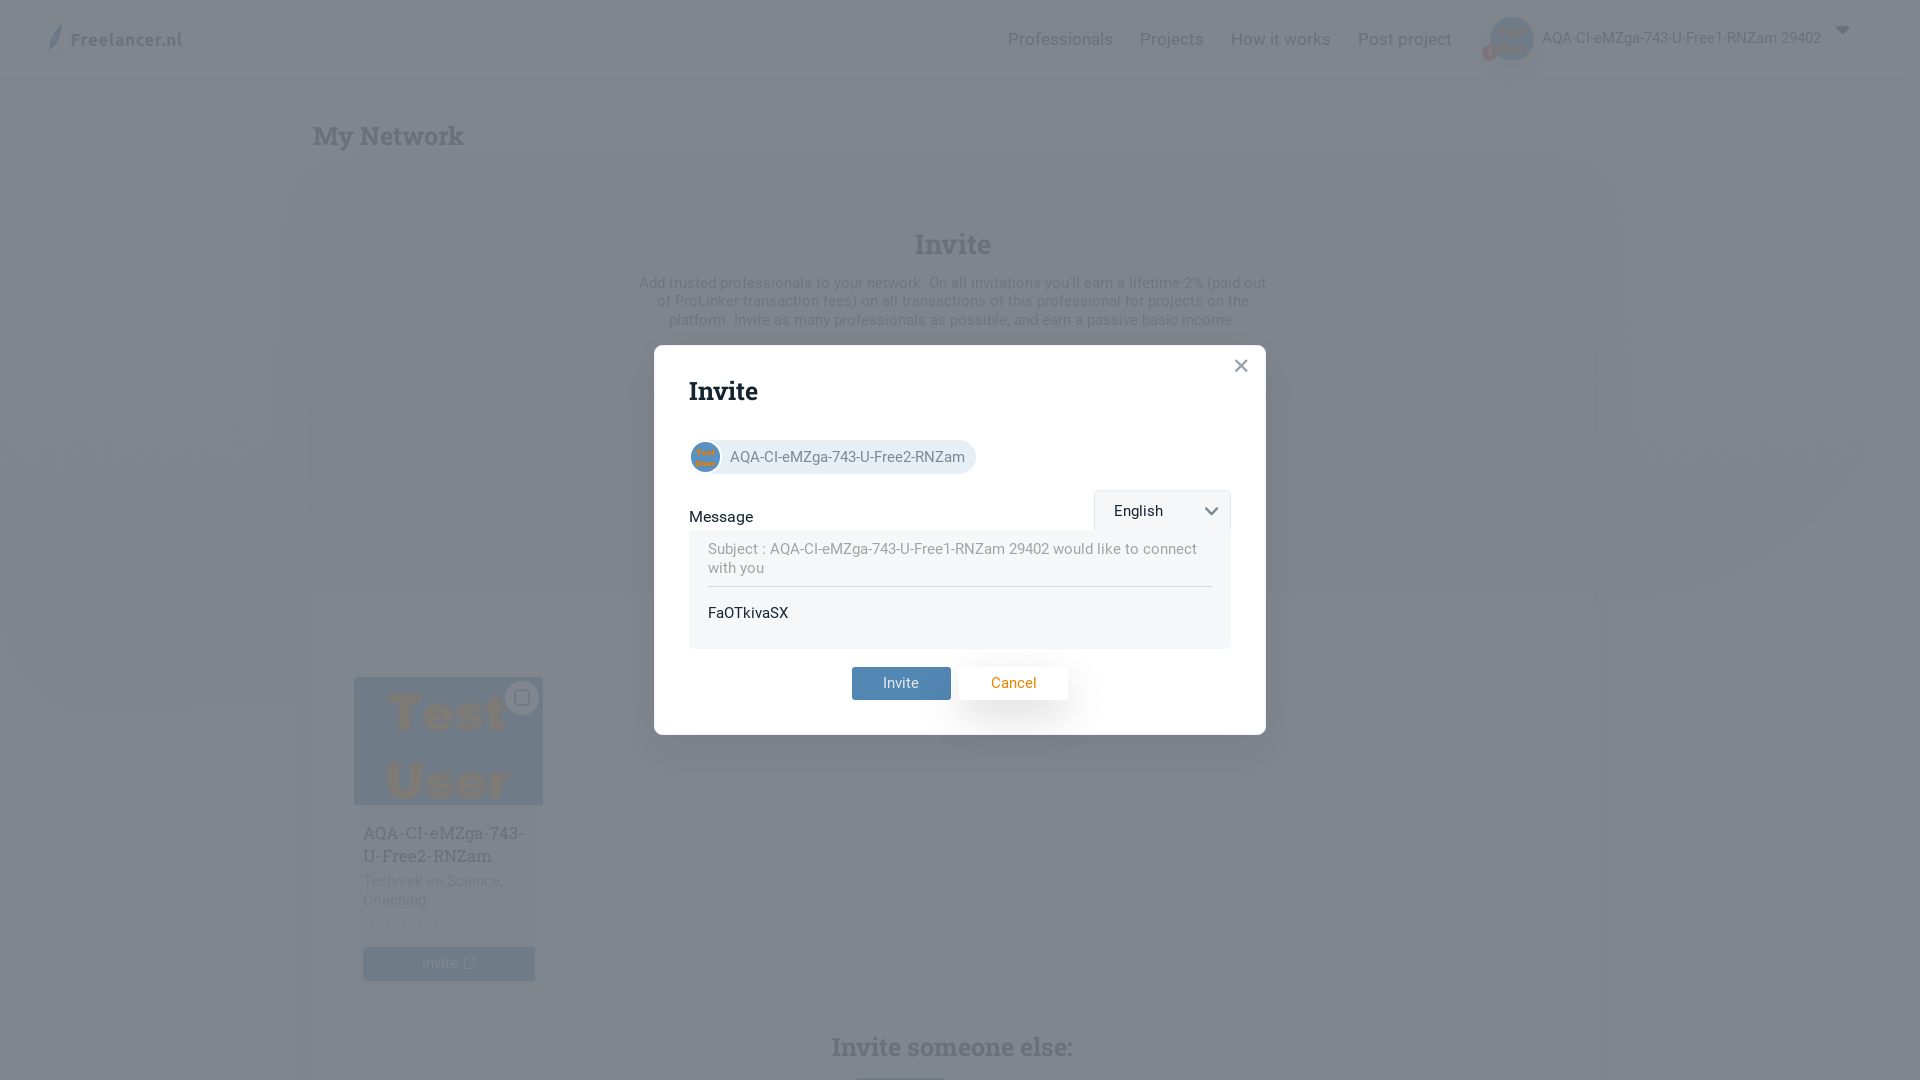 Freelancer.nl
Professionals
Projects
How it works
Post project
1
AQA-CI-eMZga-743-U-Free1-RNZam 29402
My Network
Invite
Add trusted professionals to your network. On all invitations you'll earn a lifetime 2% (paid out
of ProLinker transaction fees) on all transactions of this professional for projects on the
platform. Invite as many professionals as possible, and earn a passive basic income.
Invite
Test
User
AQA-CI-eMZga-743-U-Free2-RNZam
Message
English
Subject : AQA-CI-eMZga-743-U-Free1-RNZam 29402 would like to connect
with you
FaOTkivaSX
Invite
Cancel
Test
User
AQA-CI-eMZga-743-
U-Free2-RNZam
Techniek en Science,
Coaching
Invite
Invite someone else: